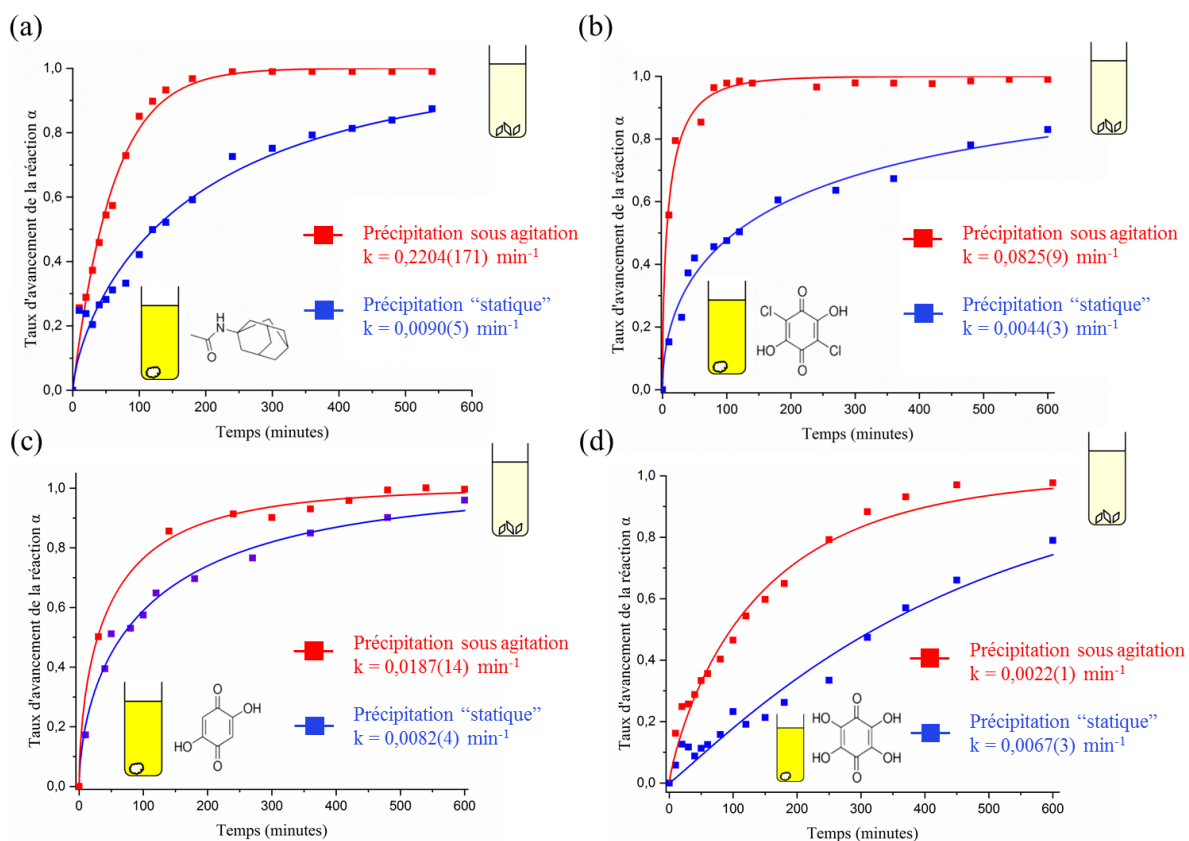 (a)
Taux d'avancement de la réaction α
1,0
0,8
0,6
0,4
0,2
0,0
Précipitation sous agitation
k = 0,2204(171) min-1
Précipitation “statique”
k = 0,0090(5) min-1
H
N
O
0 100 200 300 400 500 600
Temps (minutes)
(b)
Taux d'avancement de la réaction α
1,0
0,8
0,6
0,4
0,2
0,0
Précipitation sous agitation
k = 0,0825(9) min-1
Précipitation “statique”
k = 0,0044(3) min-1
O
Cl OH
HO Cl
O
0 100 200 300 400 500 600
Temps (minutes)
(c)
Taux d'avancement de la réaction α
1,0
0,8
0,6
0,4
0,2
0,0
Précipitation sous agitation
k = 0,0187(14) min-1
Précipitation “statique”
k = 0,0082(4) min-1
O
OH
HO
O
0 100 200 300 400 500 600
Temps (minutes)
(d)
Taux d'avancement de la réaction α
1,0
0,8
0,6
0,4
0,2
0,0
Précipitation sous agitation
k = 0,0022(1) min-1
Précipitation “statique”
k = 0,0067(3) min-1
O
HO OH
HO OH
O
0 100 200 300 400 500 600
Temps (minutes)